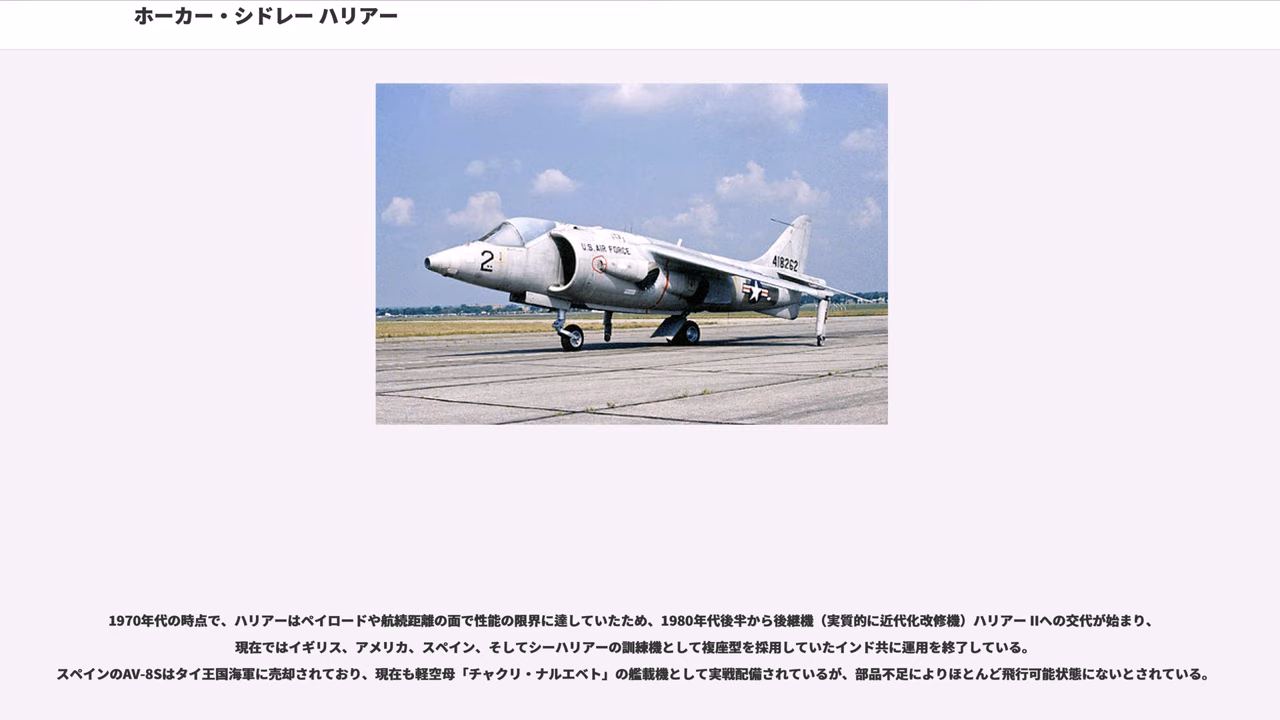 ホーカー・シドレー ハリアー
U.S. AIR FORCE
2
418262
1970年代の時点で、ハリアーはペイロードや航続距離の面で性能の限界に達していたため、1980年代後半から後継機（実質的に近代化改修機）ハリアー IIへの交代が始まり、
現在ではイギリス、アメリカ、スペイン、そしてシーハリアーの訓練機として複座型を採用していたインド共に運用を終了している。
スペインのAV-8Sはタイ王国海軍に売却されており、現在も軽空母「チャクリ・ナルエベト」の艦載機として実戦配備されているが、部品不足によりほとんど飛行可能状態にないとされている。